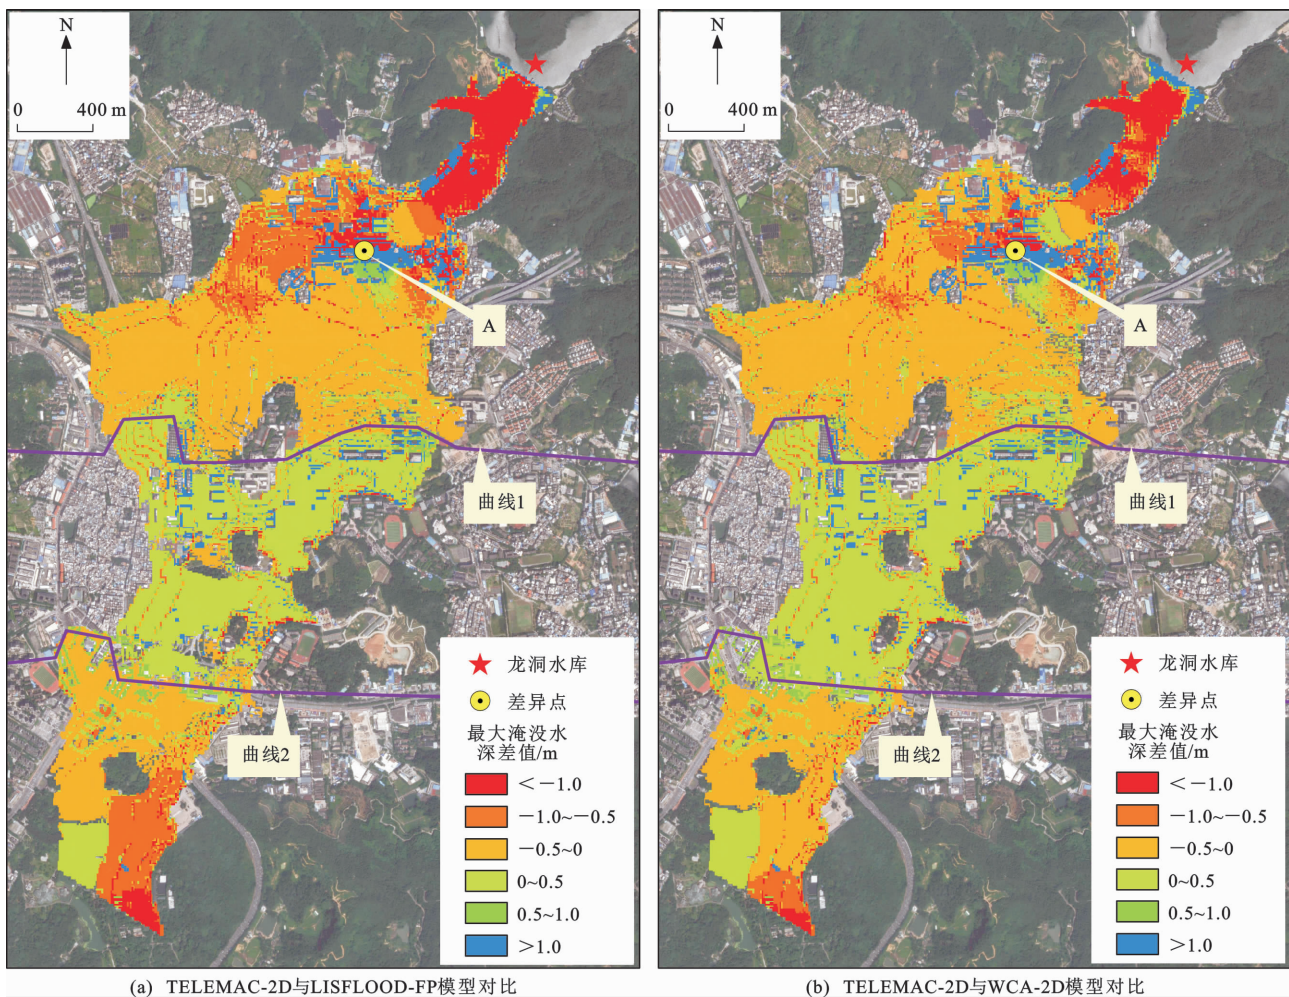 N
0 400 m
A
曲线1
曲线2
龙洞水库
差异点
最大淹没水
深差值/m
<−1.0
−1.0~−0.5
−0.5~0
0~0.5
0.5~1.0
>1.0
(a) TELEMAC-2D与LISFLOOD-FP模型对比
N
0 400 m
A
曲线1
曲线2
龙洞水库
差异点
最大淹没水
深差值/m
<−1.0
−1.0~−0.5
−0.5~0
0~0.5
0.5~1.0
>1.0
(b) TELEMAC-2D与WCA-2D模型对比